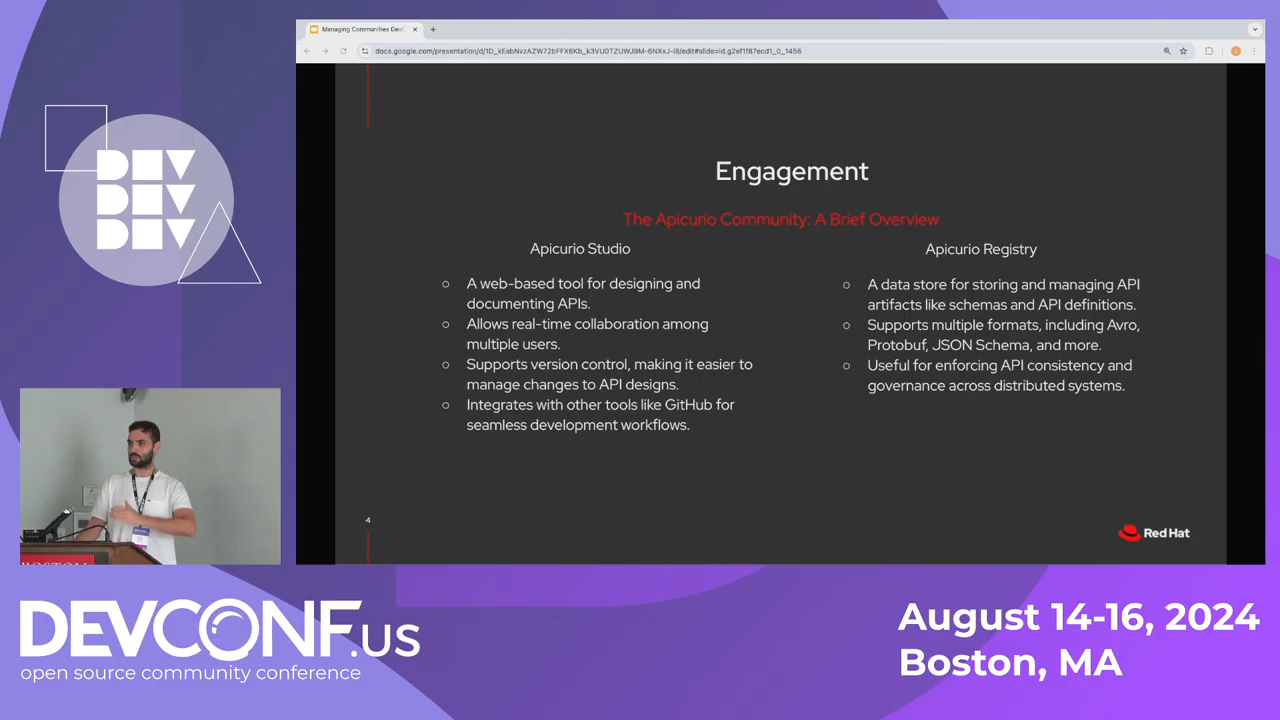 Managing Communities DevC
docs.google.com/presentation/d/1D_kEabNvzAZW72bFFX6Kb_k3VU0TZUWJ9M-6NXxJ-I8/edit#slide=id.g2ef1f87ecd1_0_1456
Engagement
The Apicurio Community: A Brief Overview
Apicurio Studio
A web-based tool for designing and
documenting APIs.
Allows real-time collaboration among
multiple users.
Supports version control, making it easier to
manage changes to API designs.
Integrates with other tools like GitHub for
seamless development workflows.
Apicurio Registry
A data store for storing and managing API
artifacts like schemas and API definitions.
Supports multiple formats, including Avro,
Protobuf, JSON Schema, and more.
Useful for enforcing API consistency and
governance across distributed systems.
4
Red Hat
DEV
DEV
DEV
BOSTON
DEVCONF.us
open source community conference
August 14-16, 2024
Boston, MA